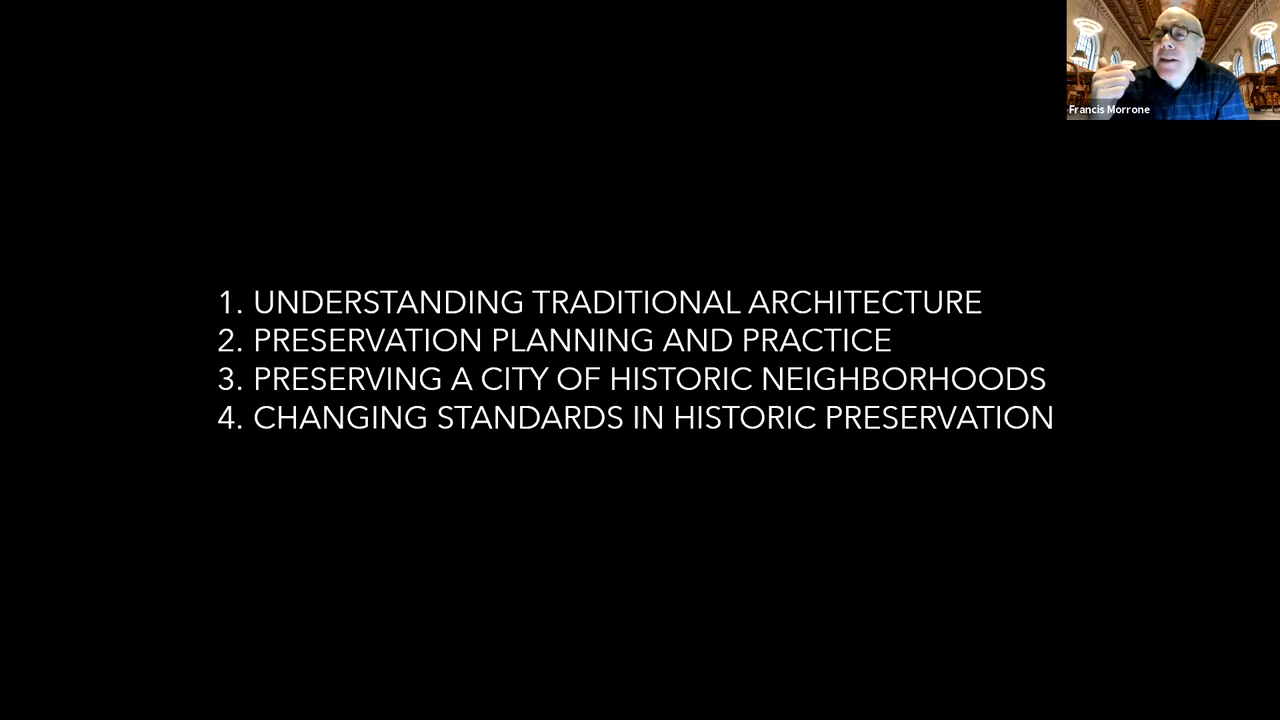 Francis Morrone
1. UNDERSTANDING TRADITIONAL ARCHITECTURE
2. PRESERVATION PLANNING AND PRACTICE
3. PRESERVING A CITY OF HISTORIC NEIGHBORHOODS
4. CHANGING STANDARDS IN HISTORIC PRESERVATION